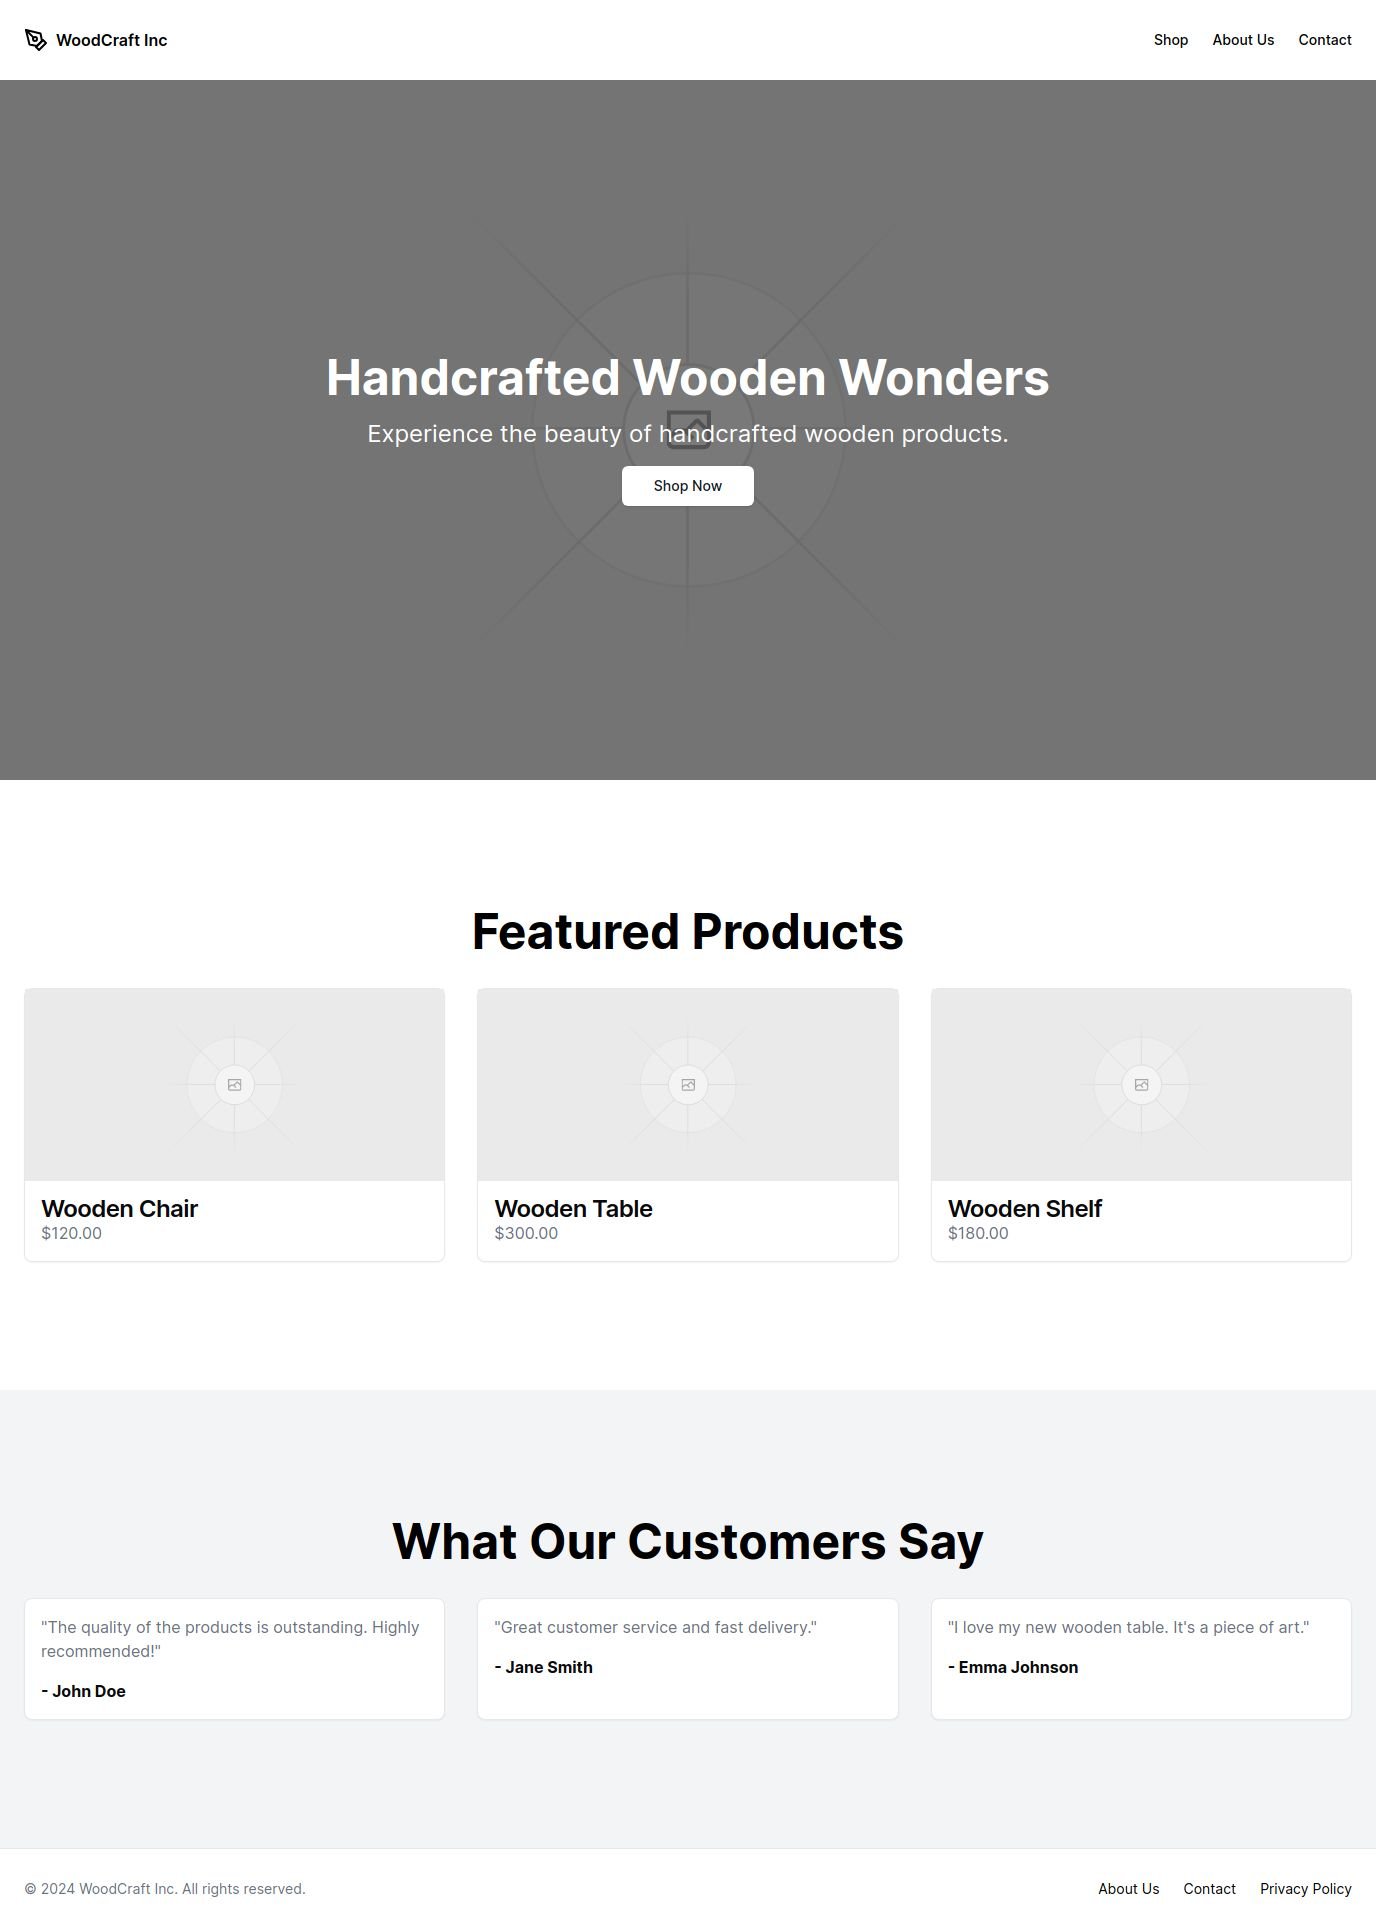 WoodCraft Inc
Shop
About Us
Contact
Handcrafted Wooden Wonders
Experience the beauty of handcrafted wooden products.
Shop Now
Featured Products
Wooden Chair
$120.00
Wooden Table
$300.00
Wooden Shelf
$180.00
What Our Customers Say
"The quality of the products is outstanding. Highly
recommended!"
- John Doe
"Great customer service and fast delivery."
- Jane Smith
"I love my new wooden table. It's a piece of art."
- Emma Johnson
© 2024 WoodCraft Inc. All rights reserved.
About Us
Contact
Privacy Policy